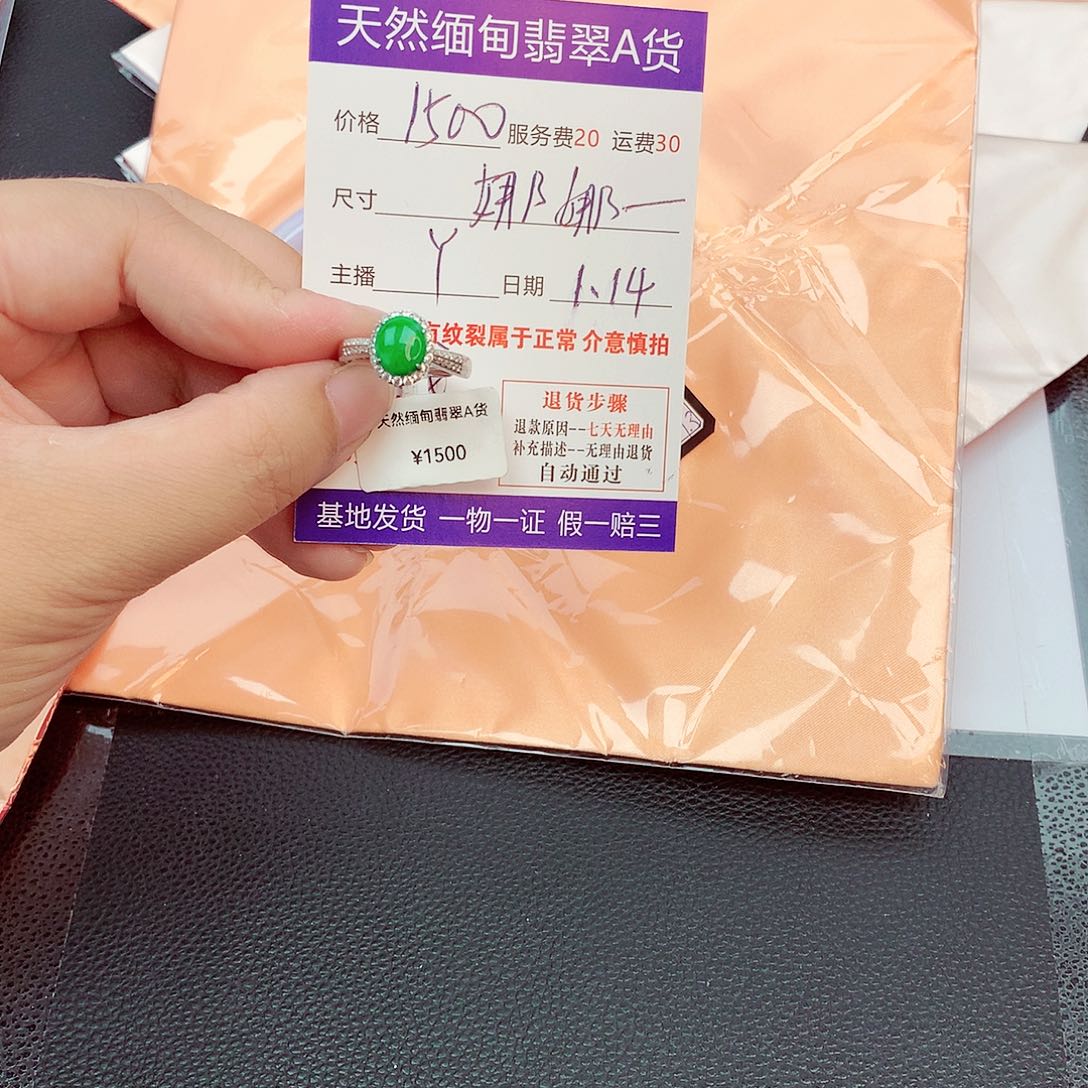 天然缅甸翡翠A货
价格 1500 服务费20 运费30
尺寸 娜娜一
主播 Y 日期 1.14
有纹裂属于正常 介意慎拍
天然缅甸翡翠A货
¥1500
退货步骤
退款原因--七天无理由
补充描述--无理由退货
自动通过
基地发货 一物一证 假一赔三